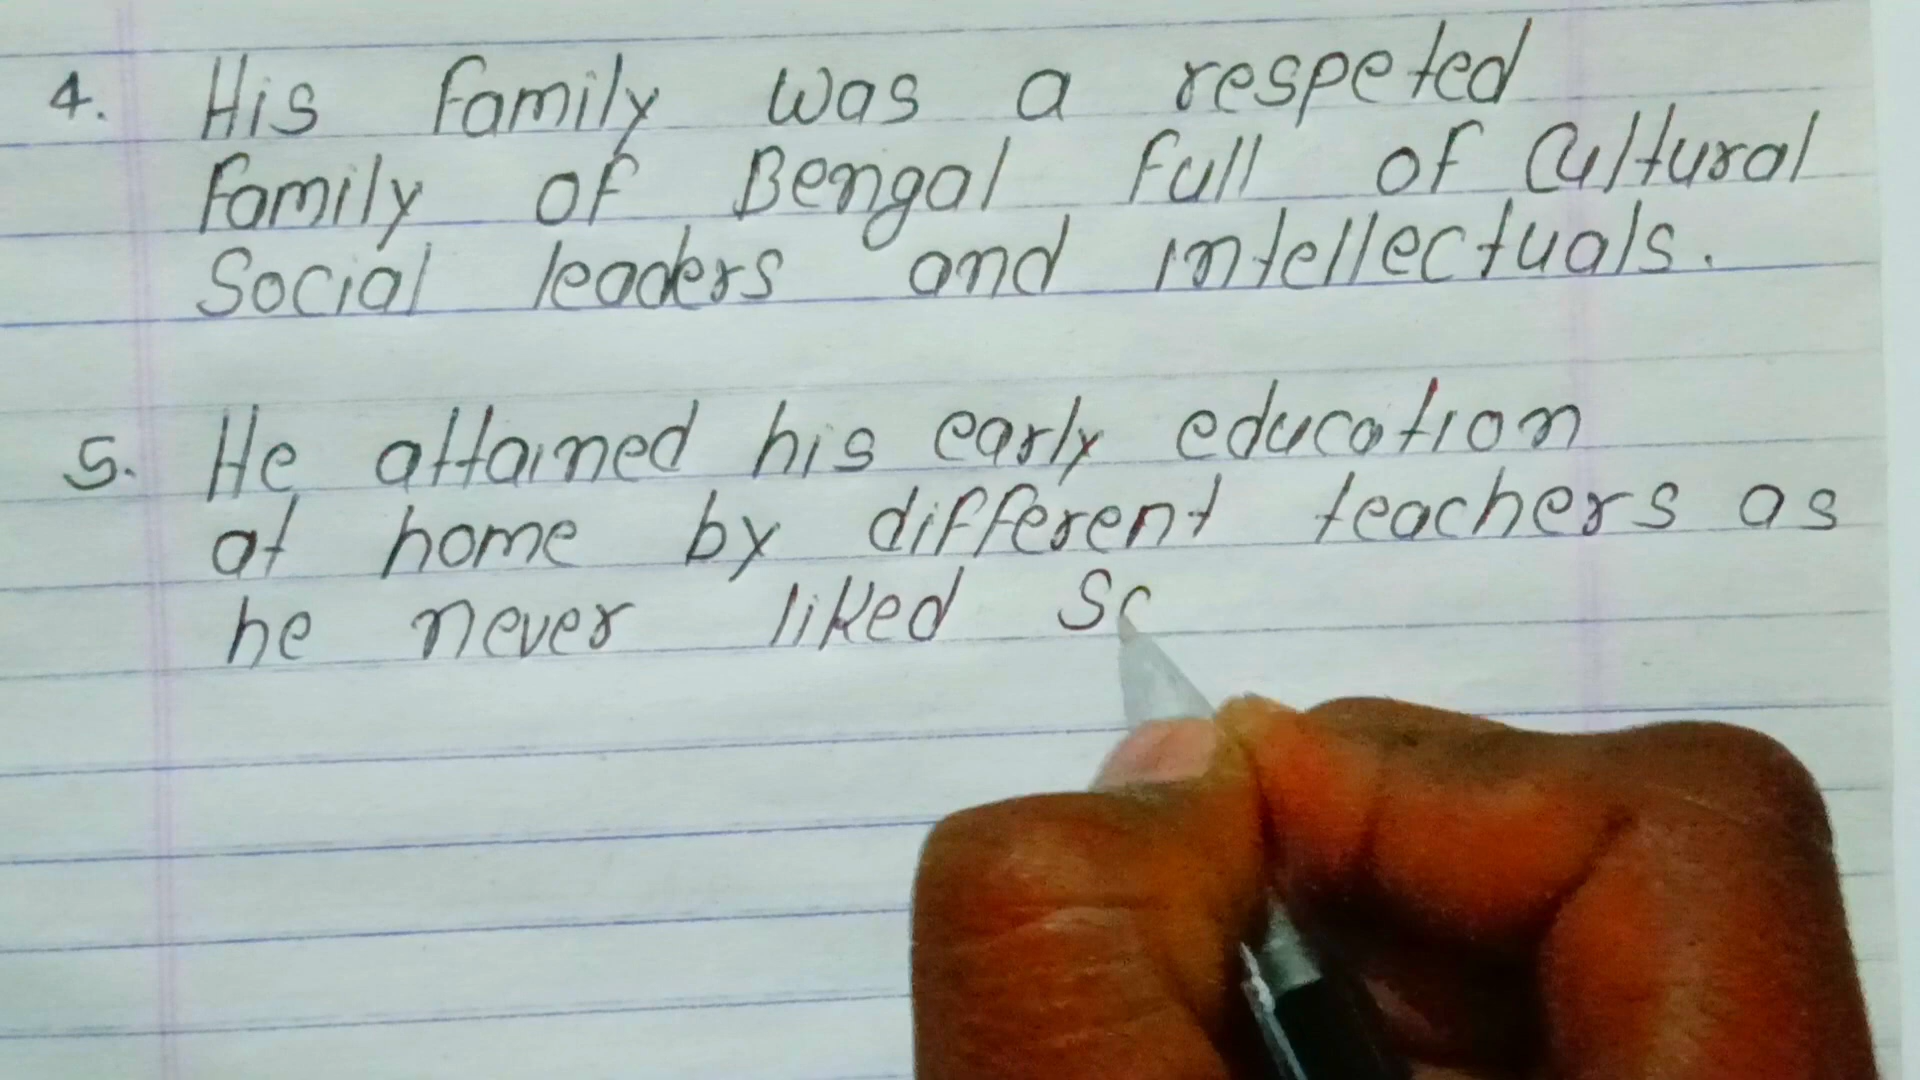 4. His family was a respeted
family of Bengal full of Cultural
Social leaders and intellectuals.
5. He attained his early education
at home by different teachers as
he never liked Sc